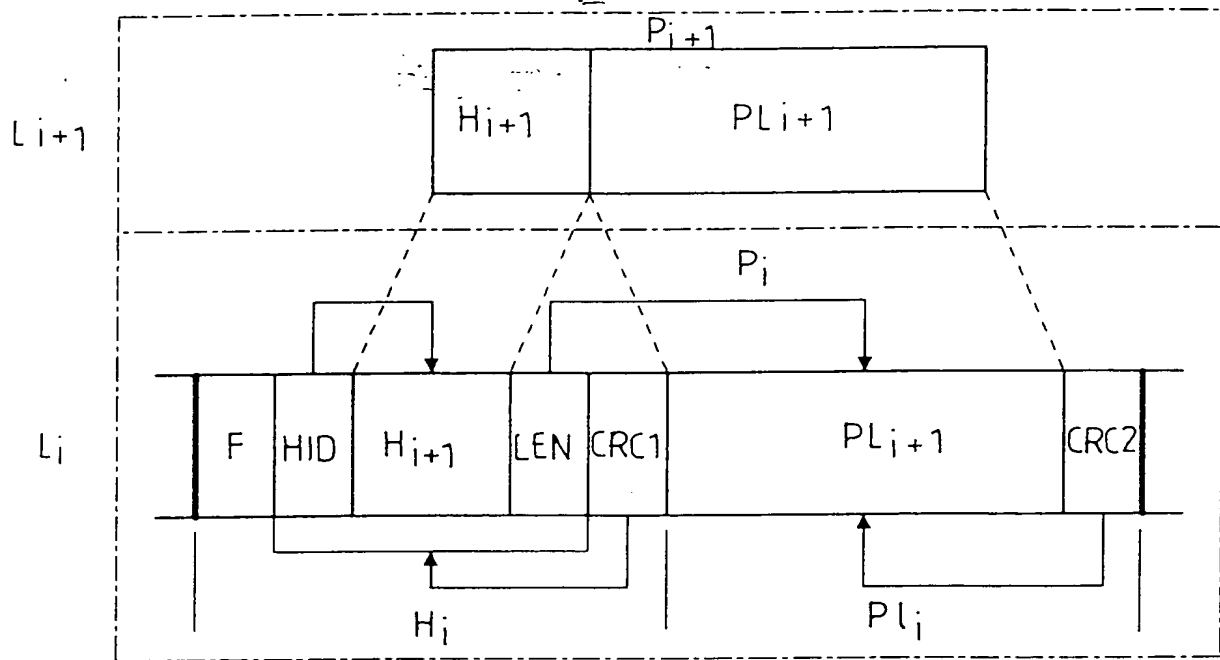 Pi+1
Li+1
Hi+1 PLi+1
Pi
Li
F HID Hi+1 LEN CRC1 PLi+1 CRC2
Hi Pli